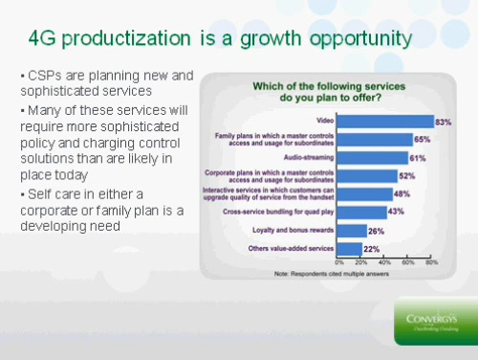 4G productization is a growth opportunity
▪ CSPs are planning new and
sophisticated services
▪ Many of these services will
require more sophisticated
policy and charging control
solutions than are likely in
place today
▪ Self care in either a
corporate or family plan is a
developing need
Which of the following services
do you plan to offer?
Video 83%
Family plans in which a master controls
access and usage for subordinates 65%
Audio-streaming 61%
Corporate plans in which a master controls
access and usage for subordinates 52%
Interactive services in which customers can
upgrade quality of service from the handset 48%
Cross-service bundling for quad play 43%
Loyalty and bonus rewards 26%
Others value-added services 22%
0% 20% 40% 60% 80%
Note: Respondents cited multiple answers
CONVERGYS
Outthinking Outdoing